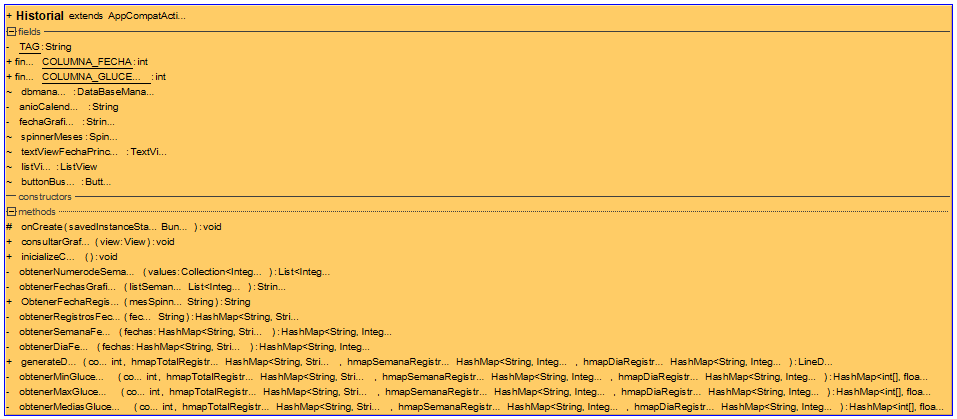 + Historial extends AppCompatActi...
fields
- TAG: String
+ fin... COLUMNA_FECHA: int
+ fin... COLUMNA_GLUCE... : int
~ dbmana... : DataBaseMana...
- anioCalend... : String
- fechaGrafi... : Strin...
~ spinnerMeses: Spin...
~ textViewFechaPrinc... : TextVi...
~ listVi... : ListView
~ buttonBus... : Butt...
constructors
methods
# onCreate( savedInstanceSta... Bun... ): void
+ consultarGraf... ( view: View ): void
+ inicializeC... (): void
- obtenerNumerodeSema... ( values: Collection<Integ... ): List<Integ...
- obtenerFechasGrafi... ( listSeman... List<Integ... ): Strin...
+ ObtenerFechaRegis... ( mesSpinn... String ): String
- obtenerRegistrosFec... ( fec... String ): HashMap<String, Stri...
- obtenerSemanaFe... ( fechas: HashMap<String, Stri... ): HashMap<String, Integ...
- obtenerDiaFe... ( fechas: HashMap<String, Stri... ): HashMap<String, Integ...
+ generateD... ( co... int , hmapTotalRegistr... HashMap<String, Stri... , hmapSemanaRegistr... HashMap<String, Integ... , hmapDiaRegistr... HashMap<String, Integ... ): LineD...
- obtenerMinGluce... ( co... int , hmapTotalRegistr... HashMap<String, Stri... , hmapSemanaRegistr... HashMap<String, Integ... , hmapDiaRegistr... HashMap<String, Integ... ): HashMap<int[], floa...
- obtenerMaxGluce... ( co... int , hmapTotalRegistr... HashMap<String, Stri... , hmapSemanaRegistr... HashMap<String, Integ... , hmapDiaRegistr... HashMap<String, Integ... ): HashMap<int[], floa...
- obtenerMediasGluce... ( co... int , hmapTotalRegistr... HashMap<String, Stri... , hmapSemanaRegistr... HashMap<String, Integ... , hmapDiaRegistr... HashMap<String, Integ... ): HashMap<int[], floa...